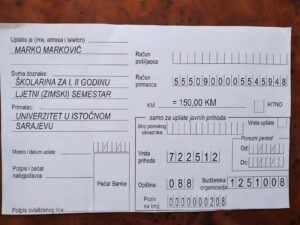 Uplatio je (ime, adresa i telefon)
MARKO MARKOVIĆ
Svrha doznake:
ŠKOLARINA ZA I, II GODINU
LJETNI (ZIMSKI) SEMESTAR
Primalac:
UNIVERZITET U ISTOČNOM
SARAJEVU
Mjesto i datum uplate:
Potpis i pečat
nalogodavca
Pečat Banke
Potpis ovlašćenog lica:
Račun
pošiljaoca
Račun
primaoca
5550900005545948
KM
= 150,00 KM
HITNO
samo za uplate javnih prihoda
Broj poreskog
obveznika
Vrsta uplate
Vrsta
prihoda
722512
Porezni period
Od
Do
Opština
088
Budžetska
organizacija
1251008
Poziv
na broj
0000000208